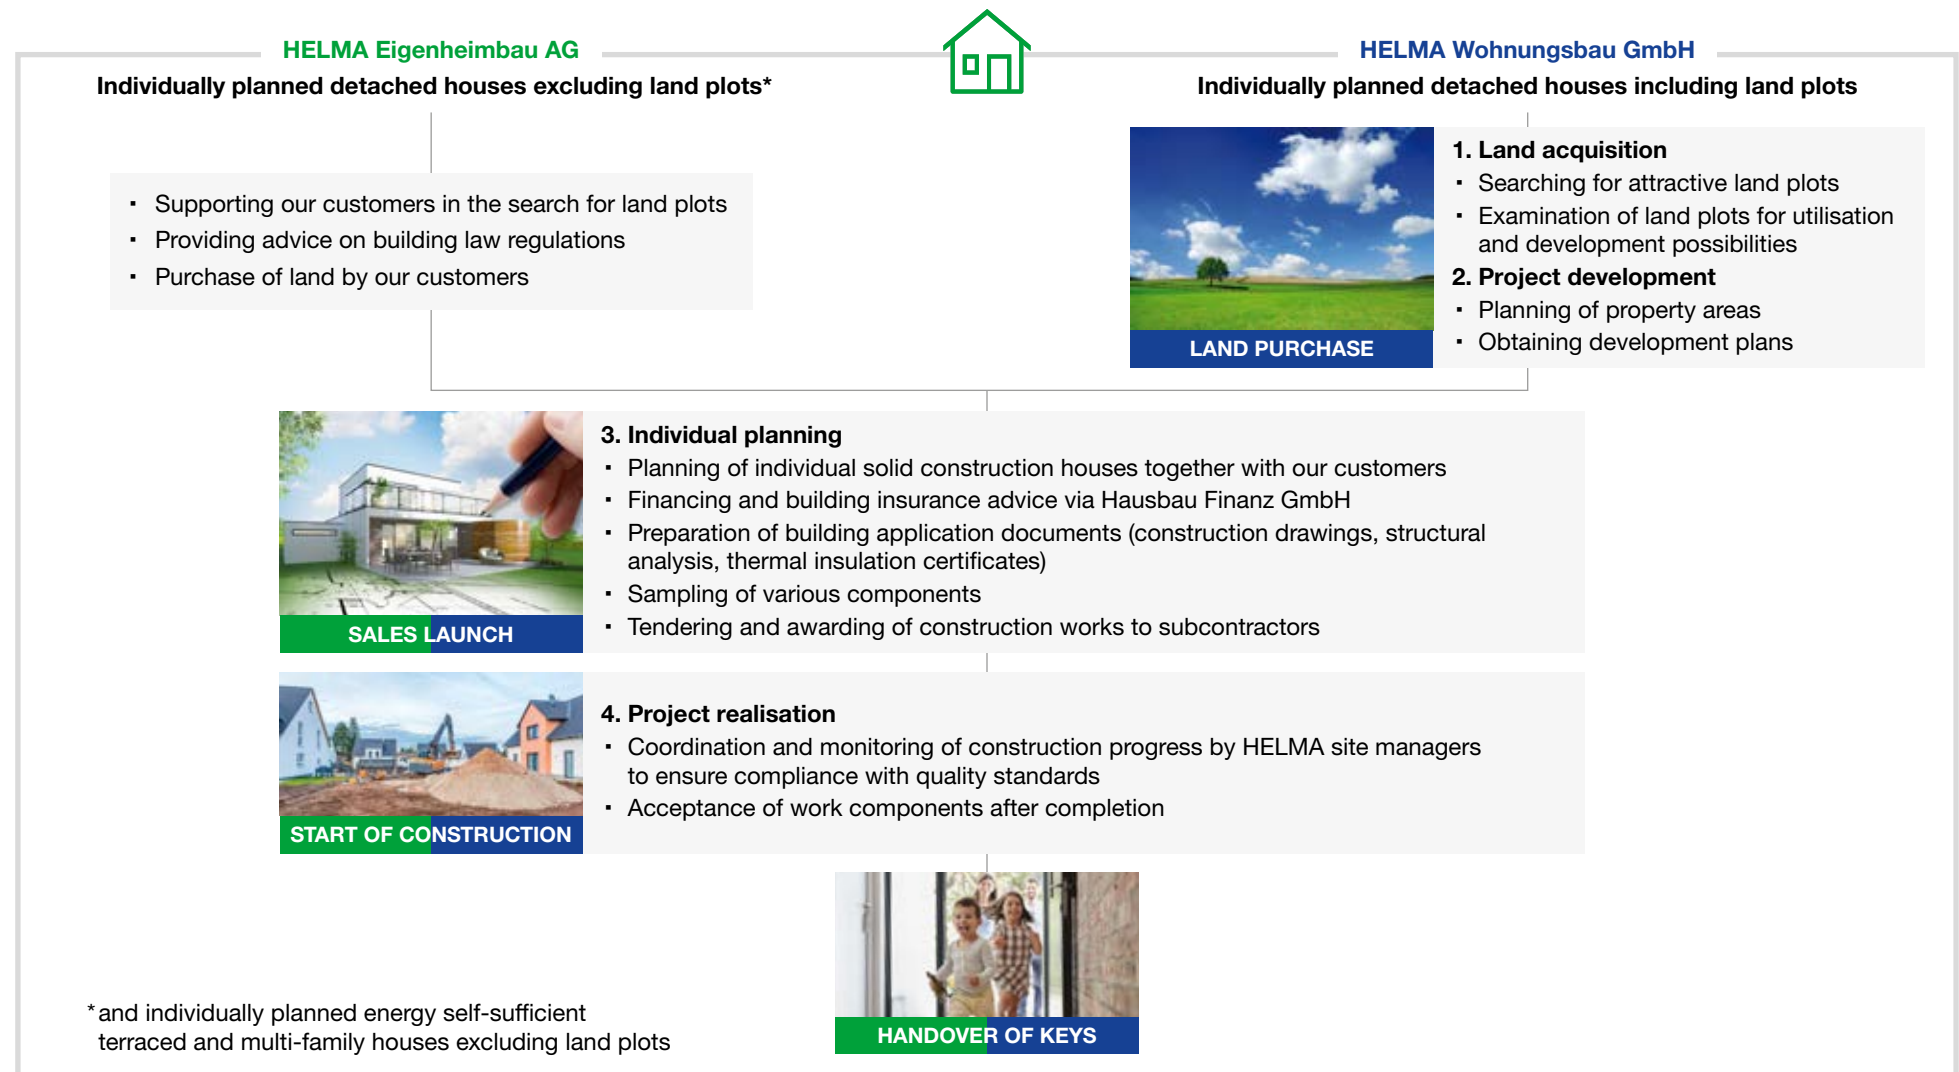 HELMA Eigenheimbau AG
Individually planned detached houses excluding land plots*
▪ Supporting our customers in the search for land plots
▪ Providing advice on building law regulations
▪ Purchase of land by our customers
HELMA Wohnungsbau GmbH
Individually planned detached houses including land plots
LAND PURCHASE
1. Land acquisition
▪ Searching for attractive land plots
▪ Examination of land plots for utilisation
and development possibilities
2. Project development
▪ Planning of property areas
▪ Obtaining development plans
SALES LAUNCH
3. Individual planning
▪ Planning of individual solid construction houses together with our customers
▪ Financing and building insurance advice via Hausbau Finanz GmbH
▪ Preparation of building application documents (construction drawings, structural
analysis, thermal insulation certificates)
▪ Sampling of various components
▪ Tendering and awarding of construction works to subcontractors
START OF CONSTRUCTION
4. Project realisation
▪ Coordination and monitoring of construction progress by HELMA site managers
to ensure compliance with quality standards
▪ Acceptance of work components after completion
HANDOVER OF KEYS
*and individually planned energy self-sufficient
terraced and multi-family houses excluding land plots